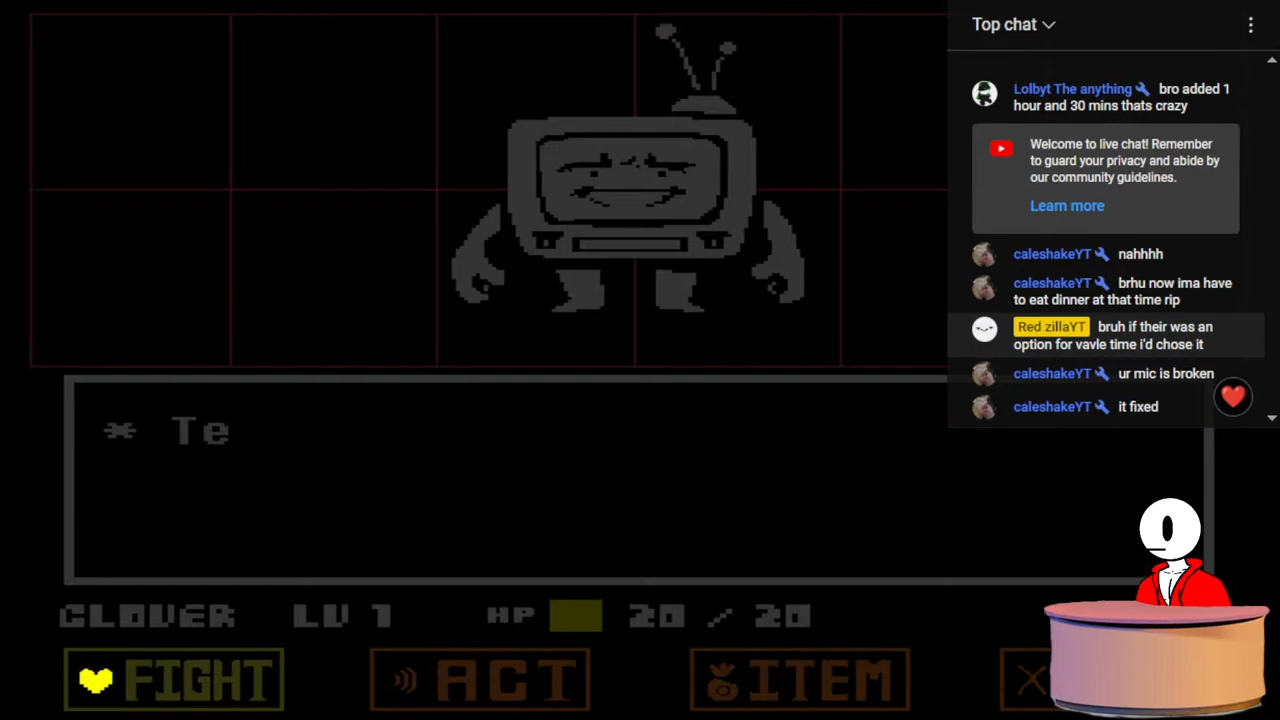 Top chat
Lolbyt The anything bro added 1
hour and 30 mins thats crazy
Welcome to live chat! Remember
to guard your privacy and abide by
our community guidelines.
Learn more
caleshakeYT nahhhh
caleshakeYT brhu now ima have
to eat dinner at that time rip
Red zillaYT bruh if their was an
option for vavle time i'd chose it
caleshakeYT ur mic is broken
caleshakeYT it fixed
* Te
CLOVER LV 1 HP 20 / 20
FIGHT ACT ITEM